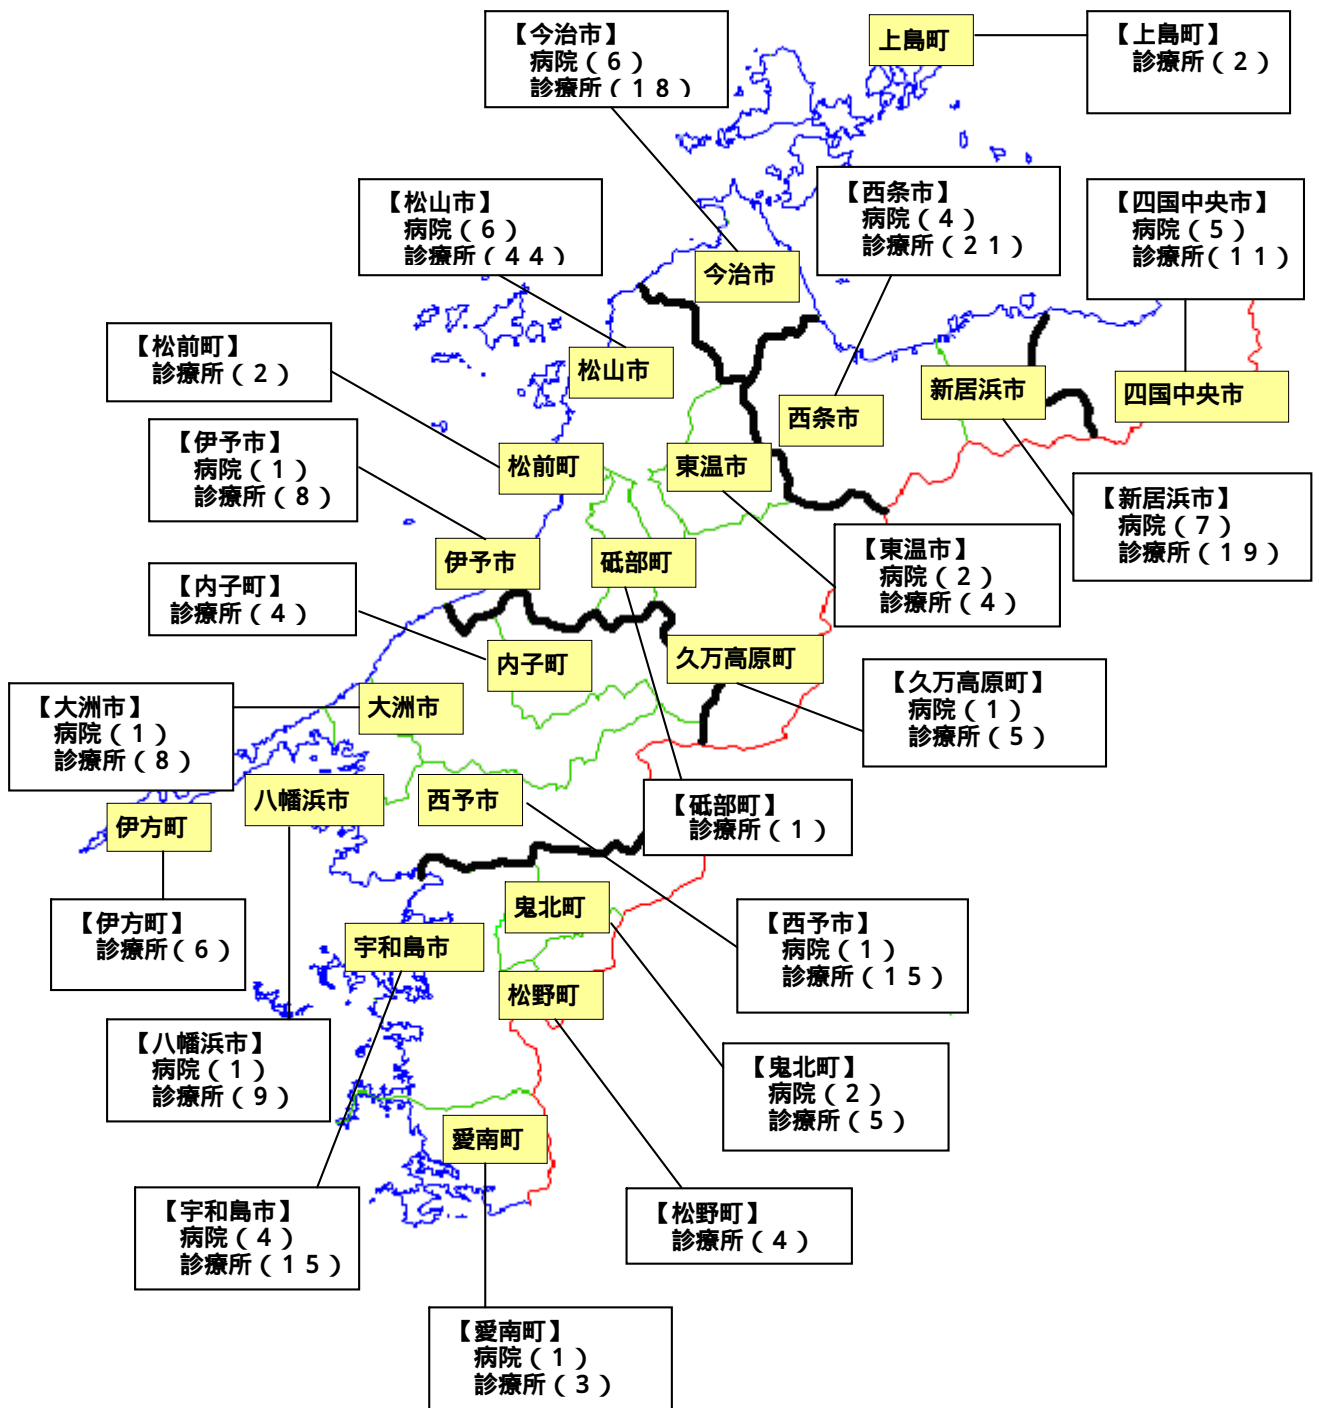 【今治市】
病院(6)
診療所(18)
上島町
【上島町】
診療所(2)
【松山市】
病院(6)
診療所(44)
【西条市】
病院(4)
診療所(21)
【四国中央市】
病院(5)
診療所(11)
今治市
【松前町】
診療所(2)
松山市
新居浜市
四国中央市
西条市
【伊予市】
病院(1)
診療所(8)
松前町
東温市
【新居浜市】
病院(7)
診療所(19)
伊予市
砥部町
【東温市】
病院(2)
診療所(4)
【内子町】
診療所(4)
内子町
久万高原町
【久万高原町】
病院(1)
診療所(5)
【大洲市】
病院(1)
診療所(8)
大洲市
八幡浜市
西予市
【砥部町】
診療所(1)
伊方町
【伊方町】
診療所(6)
鬼北町
宇和島市
【西予市】
病院(1)
診療所(15)
松野町
【八幡浜市】
病院(1)
診療所(9)
【鬼北町】
病院(2)
診療所(5)
愛南町
【宇和島市】
病院(4)
診療所(15)
【松野町】
診療所(4)
【愛南町】
病院(1)
診療所(3)